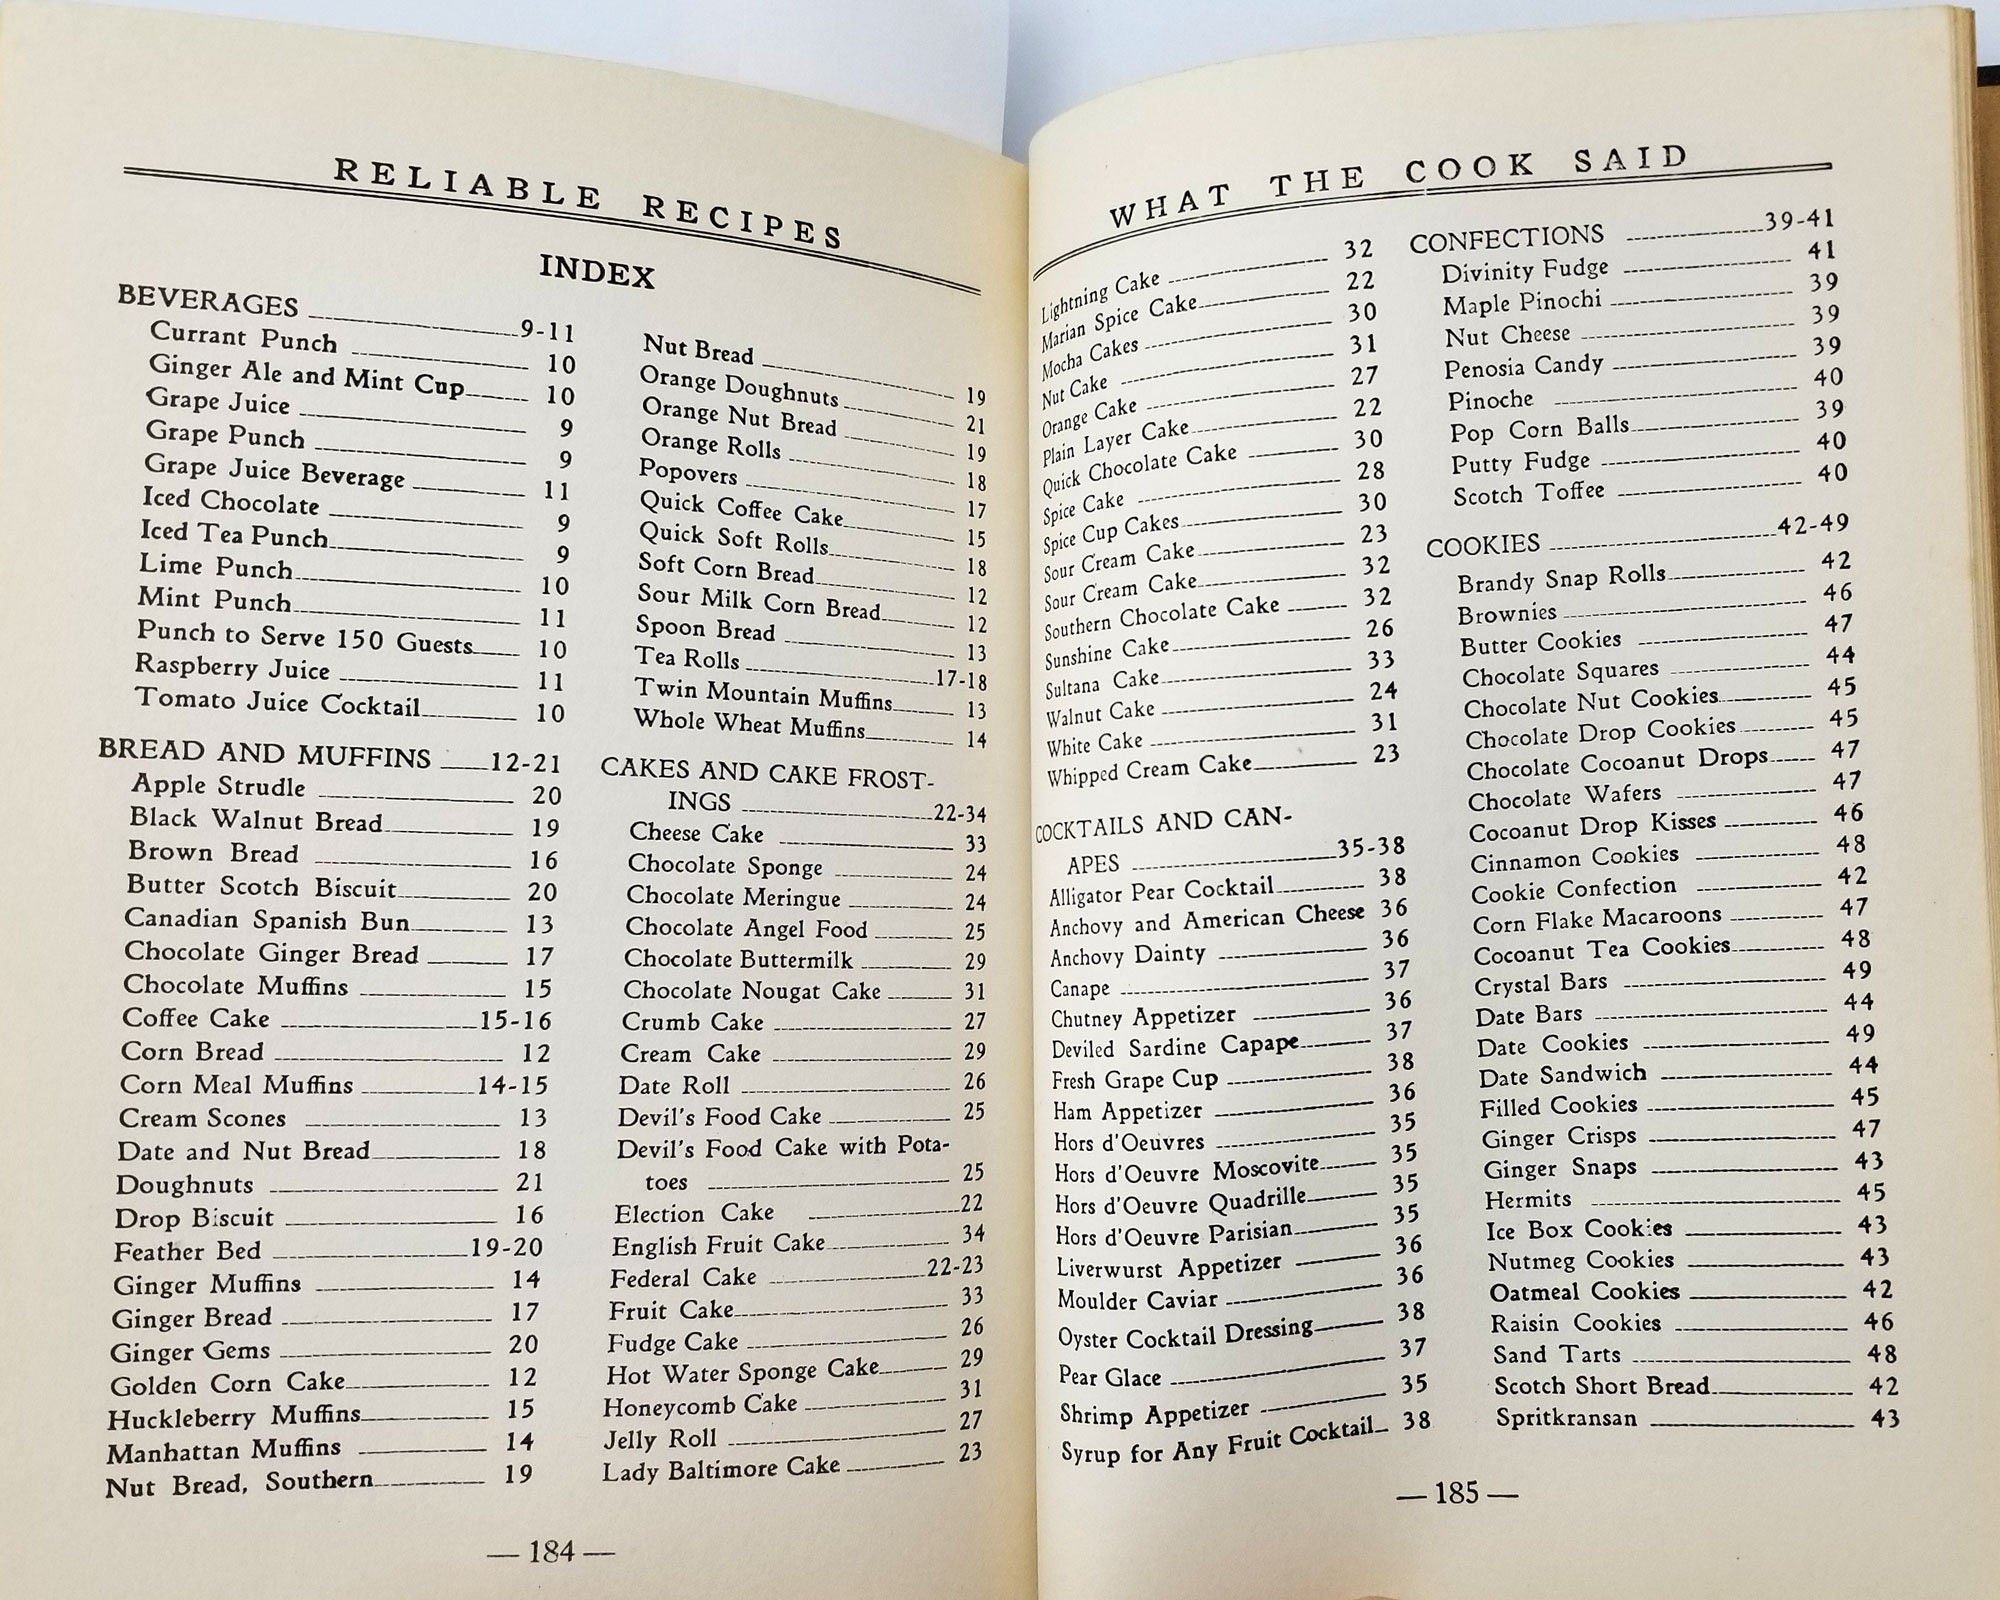 RELIABLE RECIPES
INDEX
BEVERAGES 9-11
Currant Punch 10
Ginger Ale and Mint Cup 10
Grape Juice 9
Grape Punch 9
Grape Juice Beverage 11
Iced Chocolate 9
Iced Tea Punch 9
Lime Punch 10
Mint Punch 11
Punch to Serve 150 Guests 10
Raspberry Juice 11
Tomato Juice Cocktail 10
BREAD AND MUFFINS 12-21
Apple Strudle 20
Black Walnut Bread 19
Brown Bread 16
Butter Scotch Biscuit 20
Canadian Spanish Bun 13
Chocolate Ginger Bread 17
Chocolate Muffins 15
Coffee Cake 15-16
Corn Bread 12
Corn Meal Muffins 14-15
Cream Scones 13
Date and Nut Bread 18
Doughnuts 21
Drop Biscuit 16
Feather Bed 19-20
Ginger Muffins 14
Ginger Bread 17
Ginger Gems 20
Golden Corn Cake 12
Huckleberry Muffins 15
Manhattan Muffins 14
Nut Bread, Southern 19
Nut Bread 19
Orange Doughnuts 21
Orange Nut Bread 19
Orange Rolls 18
Popovers 17
Quick Coffee Cake 15
Quick Soft Rolls 18
Soft Corn Bread 12
Sour Milk Corn Bread 12
Spoon Bread 13
Tea Rolls 17-18
Twin Mountain Muffins 13
Whole Wheat Muffins 14
CAKES AND CAKE FROST-
INGS 22-34
Cheese Cake 33
Chocolate Sponge 24
Chocolate Meringue 24
Chocolate Angel Food 25
Chocolate Buttermilk 29
Chocolate Nougat Cake 31
Crumb Cake 27
Cream Cake 29
Date Roll 26
Devil's Food Cake 25
Devil's Food Cake with Pota-
toes 25
Election Cake 22
English Fruit Cake 34
Federal Cake 22-23
Fruit Cake 33
Fudge Cake 26
Hot Water Sponge Cake 29
Honeycomb Cake 31
Jelly Roll 27
Lady Baltimore Cake 23
— 184 —
WHAT THE COOK SAID
Lightning Cake 32
Marian Spice Cake 22
Mocha Cakes 30
Nut Cake 31
Orange Cake 27
Plain Layer Cake 22
Quick Chocolate Cake 30
Spice Cake 28
Spice Cup Cakes 30
Sour Cream Cake 23
Sour Cream Cake 32
Southern Chocolate Cake 32
Sunshine Cake 26
Sultana Cake 33
Walnut Cake 24
White Cake 31
Whipped Cream Cake 23
COCKTAILS AND CAN-
APES 35-38
Alligator Pear Cocktail 38
Anchovy and American Cheese 36
Anchovy Dainty 36
Canape 37
Chutney Appetizer 36
Deviled Sardine Capape 37
Fresh Grape Cup 38
Ham Appetizer 36
Hors d'Oeuvres 35
Hors d'Oeuvre Moscovite 35
Hors d'Oeuvre Quadrille 35
Hors d'Oeuvre Parisian 35
Liverwurst Appetizer 36
Moulder Caviar 36
Oyster Cocktail Dressing 38
Pear Glace 37
Shrimp Appetizer 35
Syrup for Any Fruit Cocktail 38
CONFECTIONS 39-41
Divinity Fudge 41
Maple Pinochi 39
Nut Cheese 39
Penosia Candy 39
Pinoche 40
Pop Corn Balls 39
Putty Fudge 40
Scotch Toffee 40
COOKIES 42-49
Brandy Snap Rolls 42
Brownies 46
Butter Cookies 47
Chocolate Squares 44
Chocolate Nut Cookies 45
Chocolate Drop Cookies 45
Chocolate Cocoanut Drops 47
Chocolate Wafers 47
Cocoanut Drop Kisses 46
Cinnamon Cookies 48
Cookie Confection 42
Corn Flake Macaroons 47
Cocoanut Tea Cookies 48
Crystal Bars 49
Date Bars 44
Date Cookies 49
Date Sandwich 44
Filled Cookies 45
Ginger Crisps 47
Ginger Snaps 43
Hermits 45
Ice Box Cookies 43
Nutmeg Cookies 43
Oatmeal Cookies 42
Raisin Cookies 46
Sand Tarts 48
Scotch Short Bread 42
Spritkransan 43
— 185 —